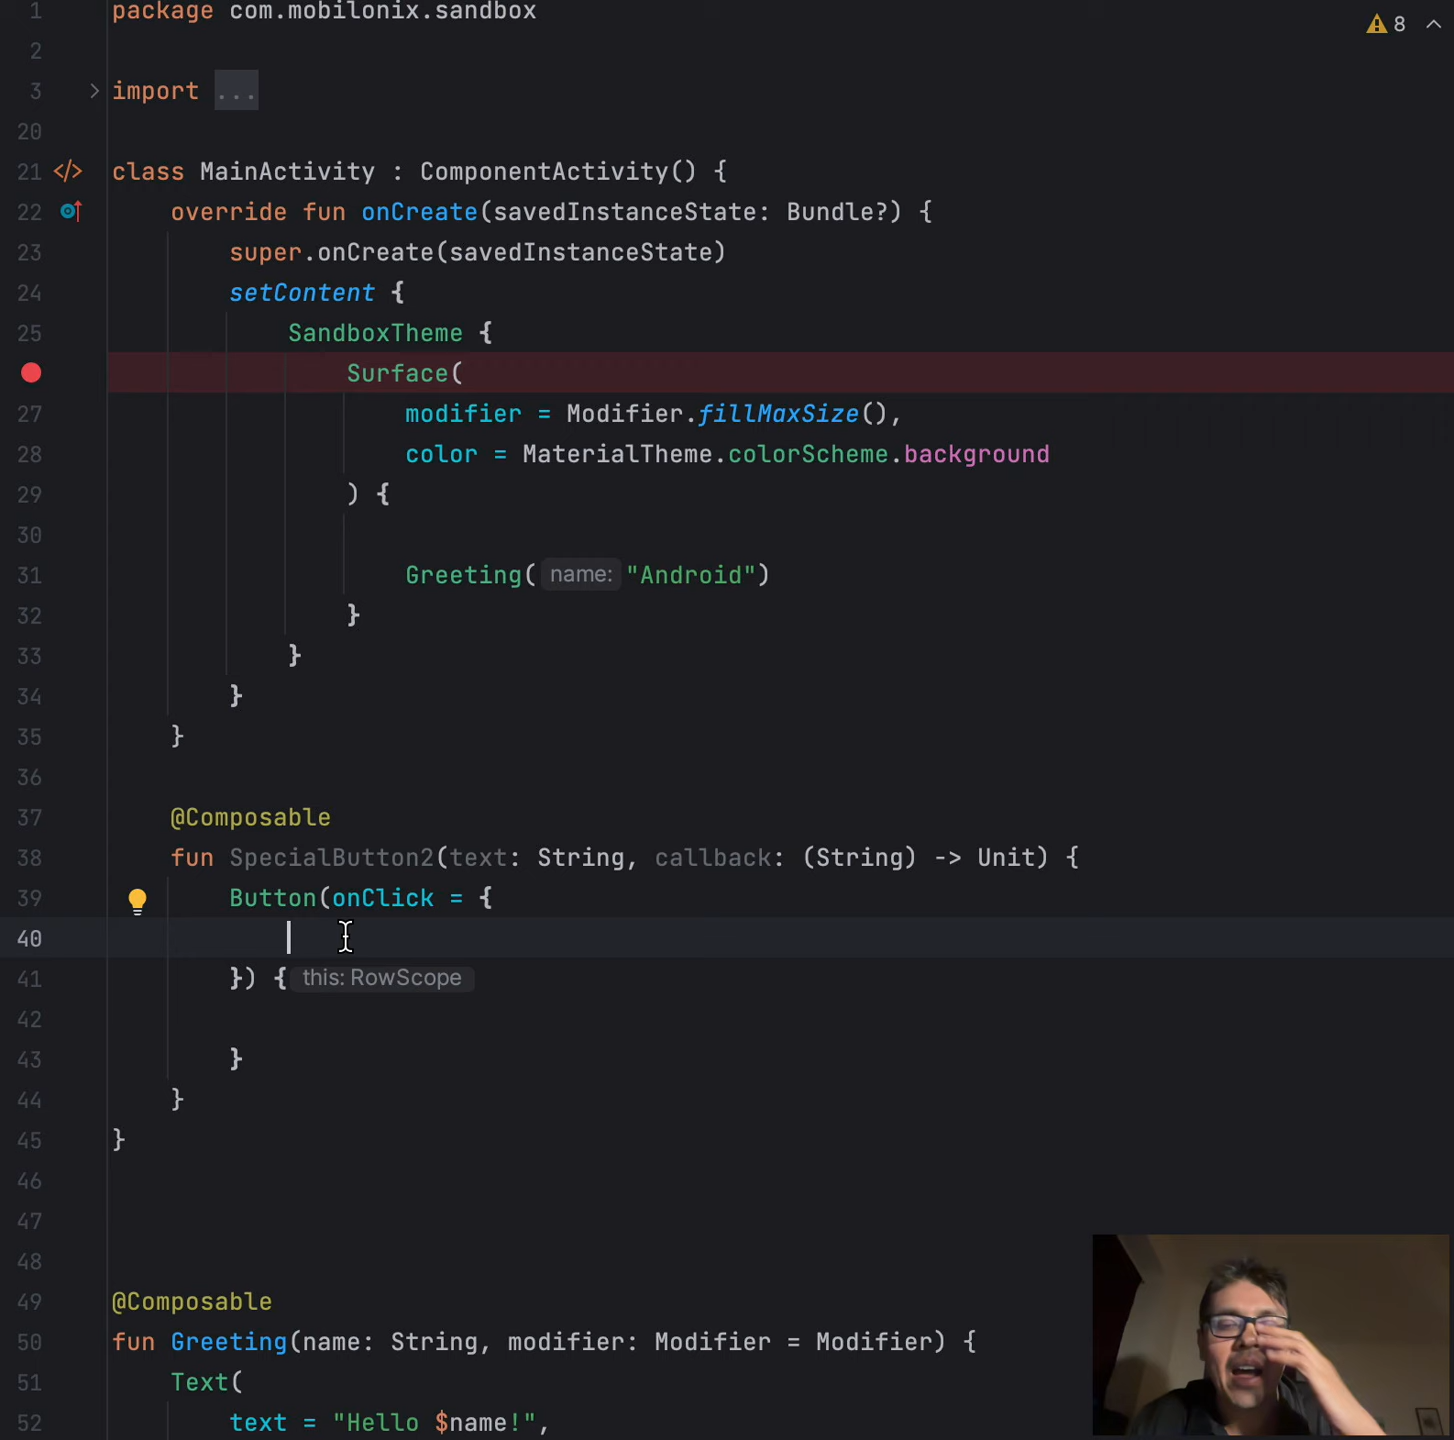 1 package com.mobilonix.sandbox
8
2
3 import ...
20
21 class MainActivity : ComponentActivity() {
22 override fun onCreate(savedInstanceState: Bundle?) {
23 super.onCreate(savedInstanceState)
24 setContent {
25 SandboxTheme {
Surface(
27 modifier = Modifier.fillMaxSize(),
28 color = MaterialTheme.colorScheme.background
29 ) {
30
31 Greeting( name: "Android")
32 }
33 }
34 }
35 }
36
37 @Composable
38 fun SpecialButton2(text: String, callback: (String) -> Unit) {
39 Button(onClick = {
40
41 }) { this: RowScope
42
43 }
44 }
45 }
46
47
48
49 @Composable
50 fun Greeting(name: String, modifier: Modifier = Modifier) {
51 Text(
52 text = "Hello $name!",